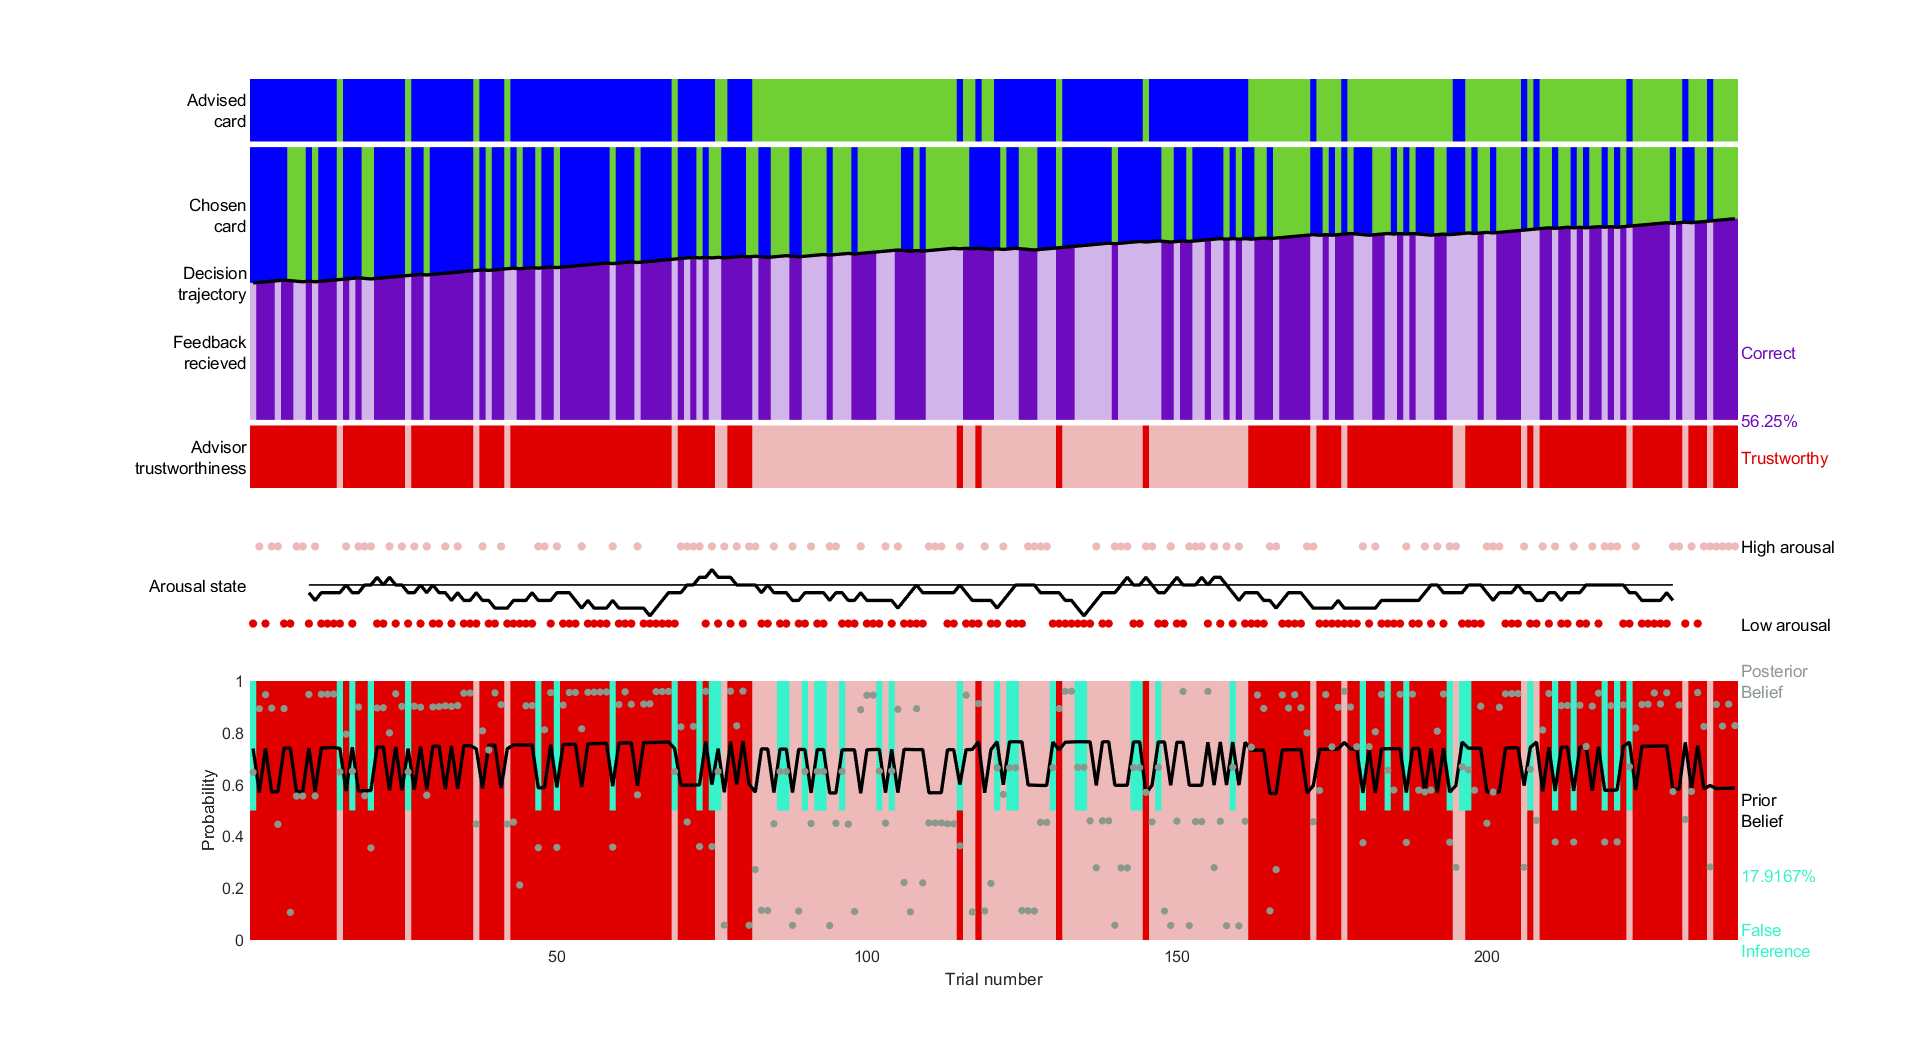 Advised
card
Chosen
card
Decision
trajectory
Feedback
recieved
Correct
56.25%
Advisor
trustworthiness
Trustworthy
High arousal
Arousal state
Low arousal
Posterior
Belief
1
0.8
0.6
0.4
0.2
0
Probability
Prior
Belief
17.9167%
False
Inference
50
100
150
200
Trial number